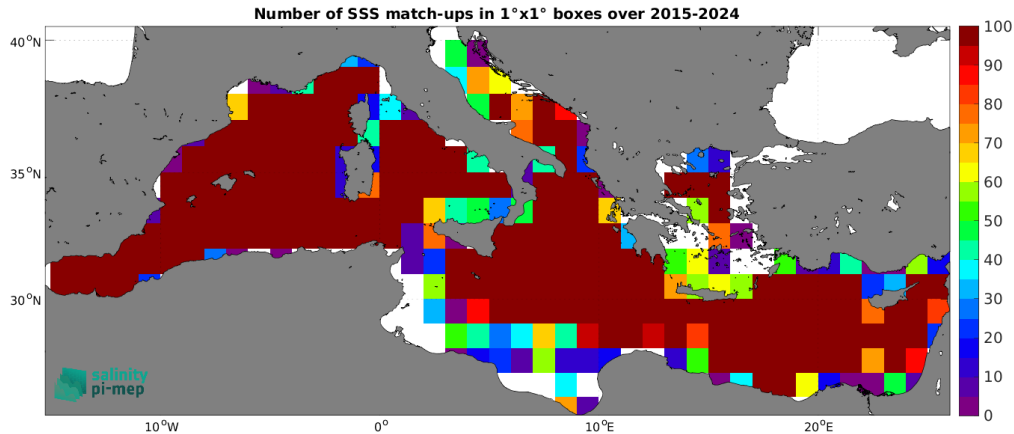 Number of SSS match-ups in 1°x1° boxes over 2015-2024
40°N
35°N
30°N
10°W
0°
10°E
20°E
100
90
80
70
60
50
40
30
20
10
0
salinity
pi-mep